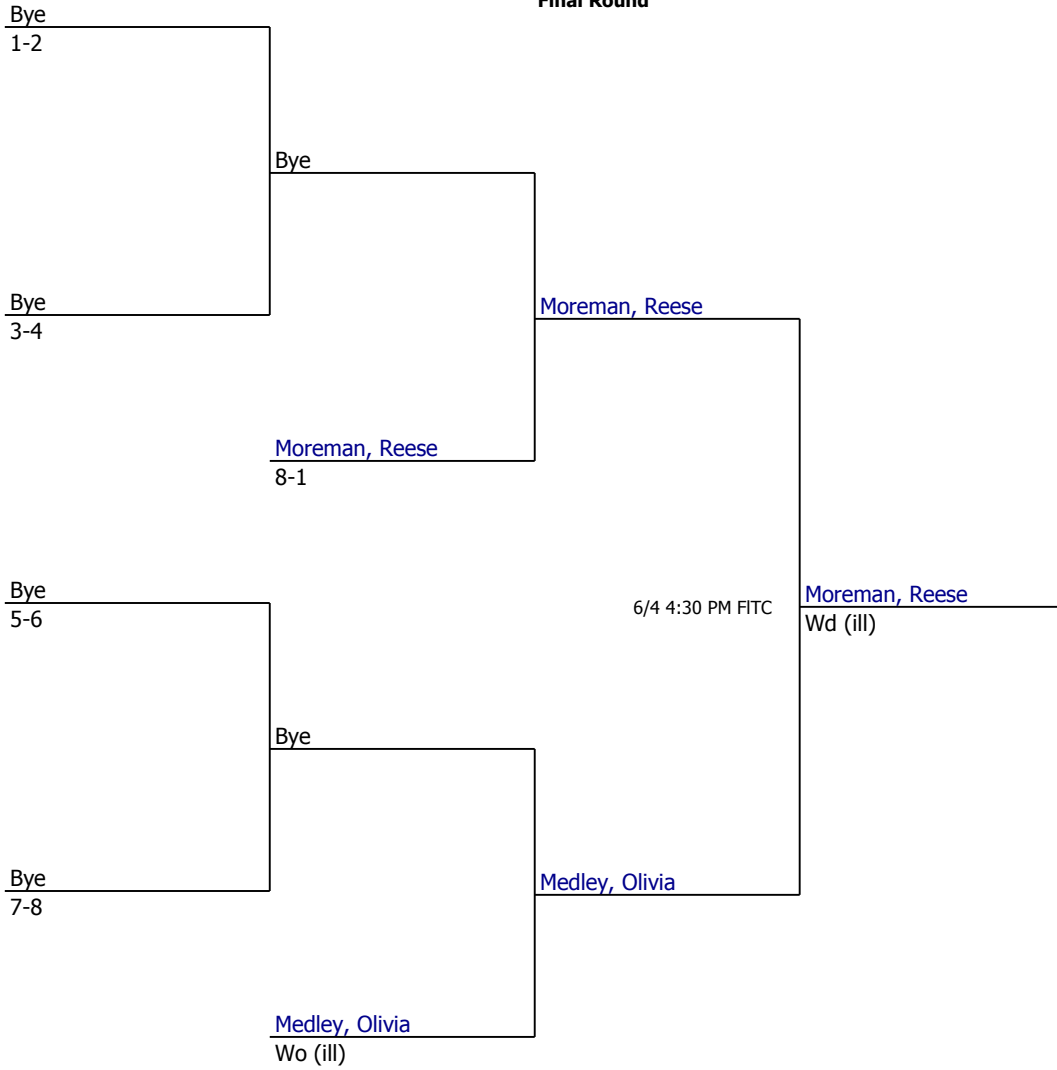 Final Round
Bye
1-2
Bye
Bye
3-4
Moreman, Reese
Moreman, Reese
8-1
Bye
5-6
6/4 4:30 PM FITC
Moreman, Reese
Wd (ill)
Bye
Bye
7-8
Medley, Olivia
Medley, Olivia
Wo (ill)